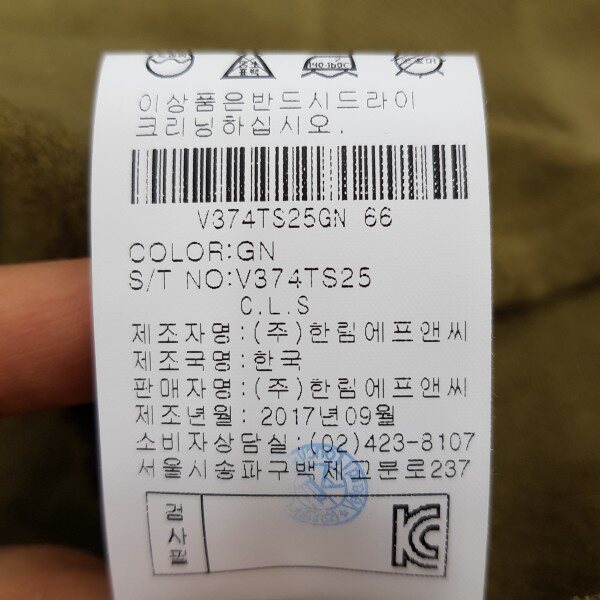 표백
140-160C
이상품은반드시드라이
크리닝하십시오.
V374TS25GN 66
COLOR:GN
S/T NO:V374TS25
C.L.S
제조자명:(주)한림에프앤씨
제조국명:한국
판매자명:(주)한림에프앤씨
제조년월: 2017년09월
소비자상담실:(02)423-8107
서울시송파구백제고분로237
검사필